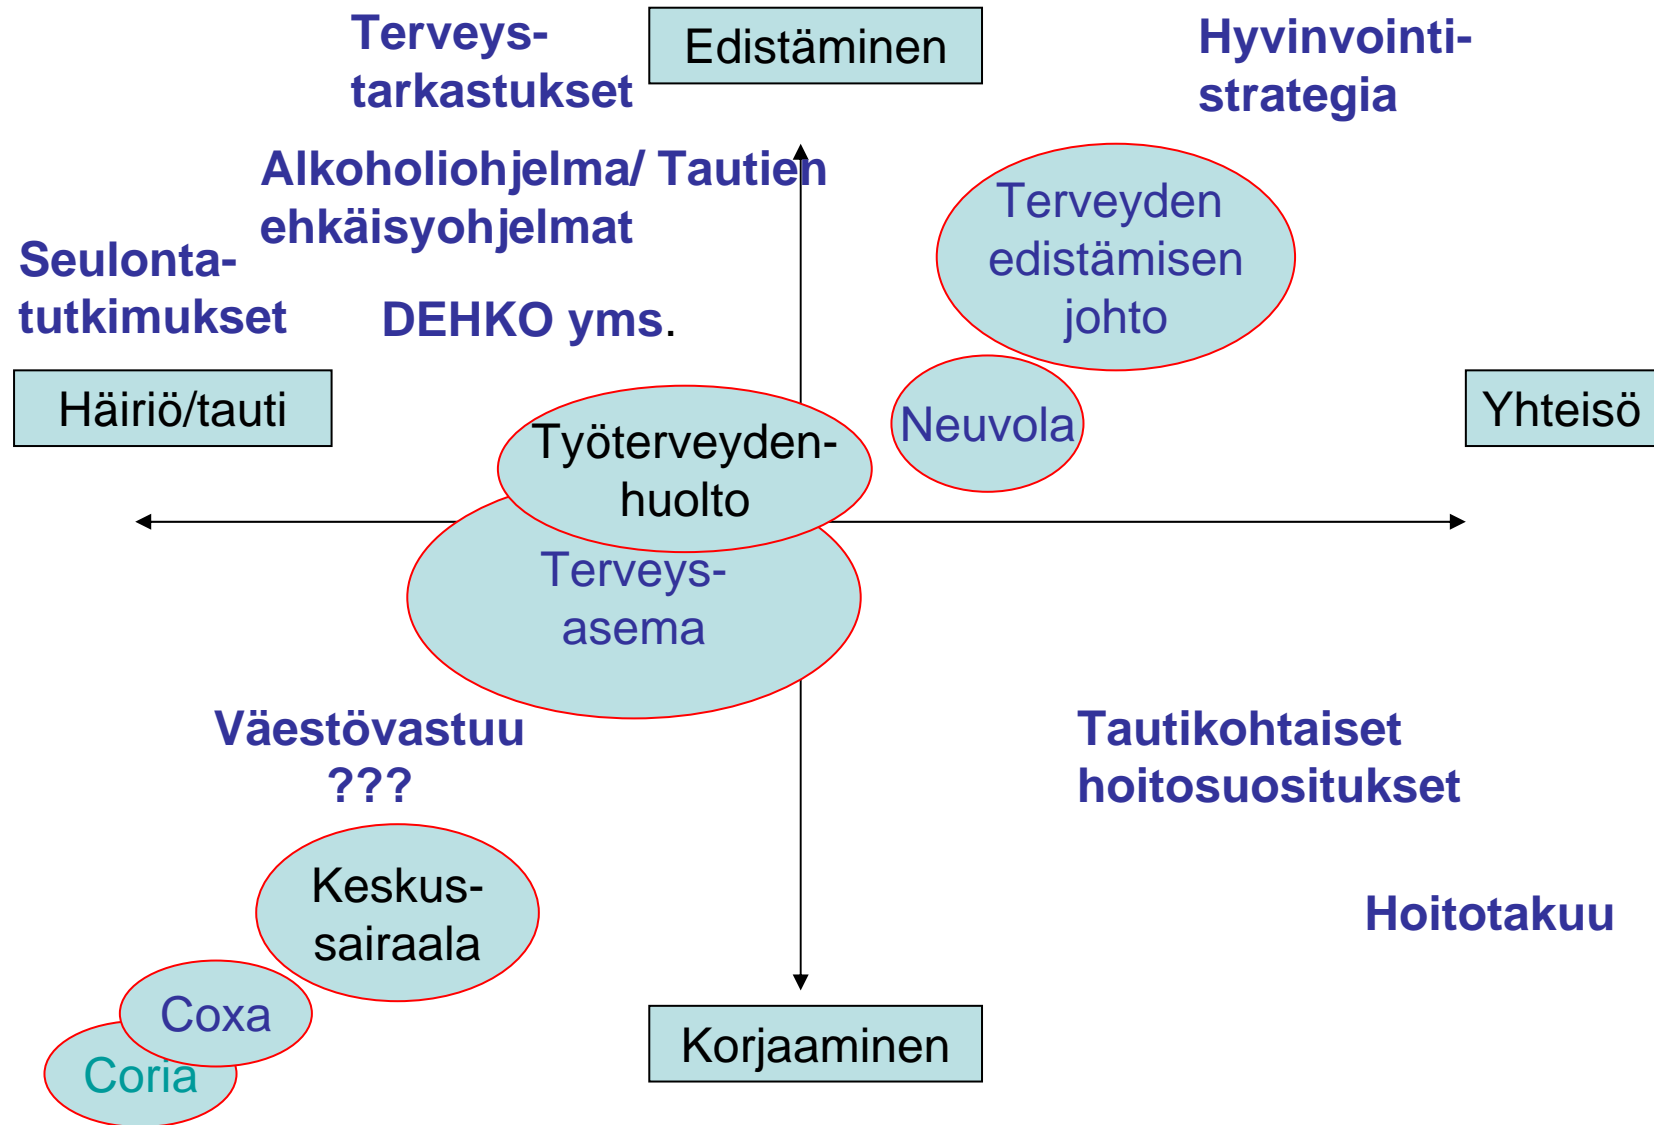 Terveys-
tarkastukset
Edistäminen
Hyvinvointi-
strategia
Alkoholiohjelma/ Tautien
ehkäisyohjelmat
Terveyden
edistämisen
johto
Seulonta-
tutkimukset
DEHKO yms.
Häiriö/tauti
Työterveyden-
huolto
Neuvola
Yhteisö
Terveys-
asema
Väestövastuu
???
Tautikohtaiset
hoitosuositukset
Keskus-
sairaala
Hoitotakuu
Coxa
Coria
Korjaaminen